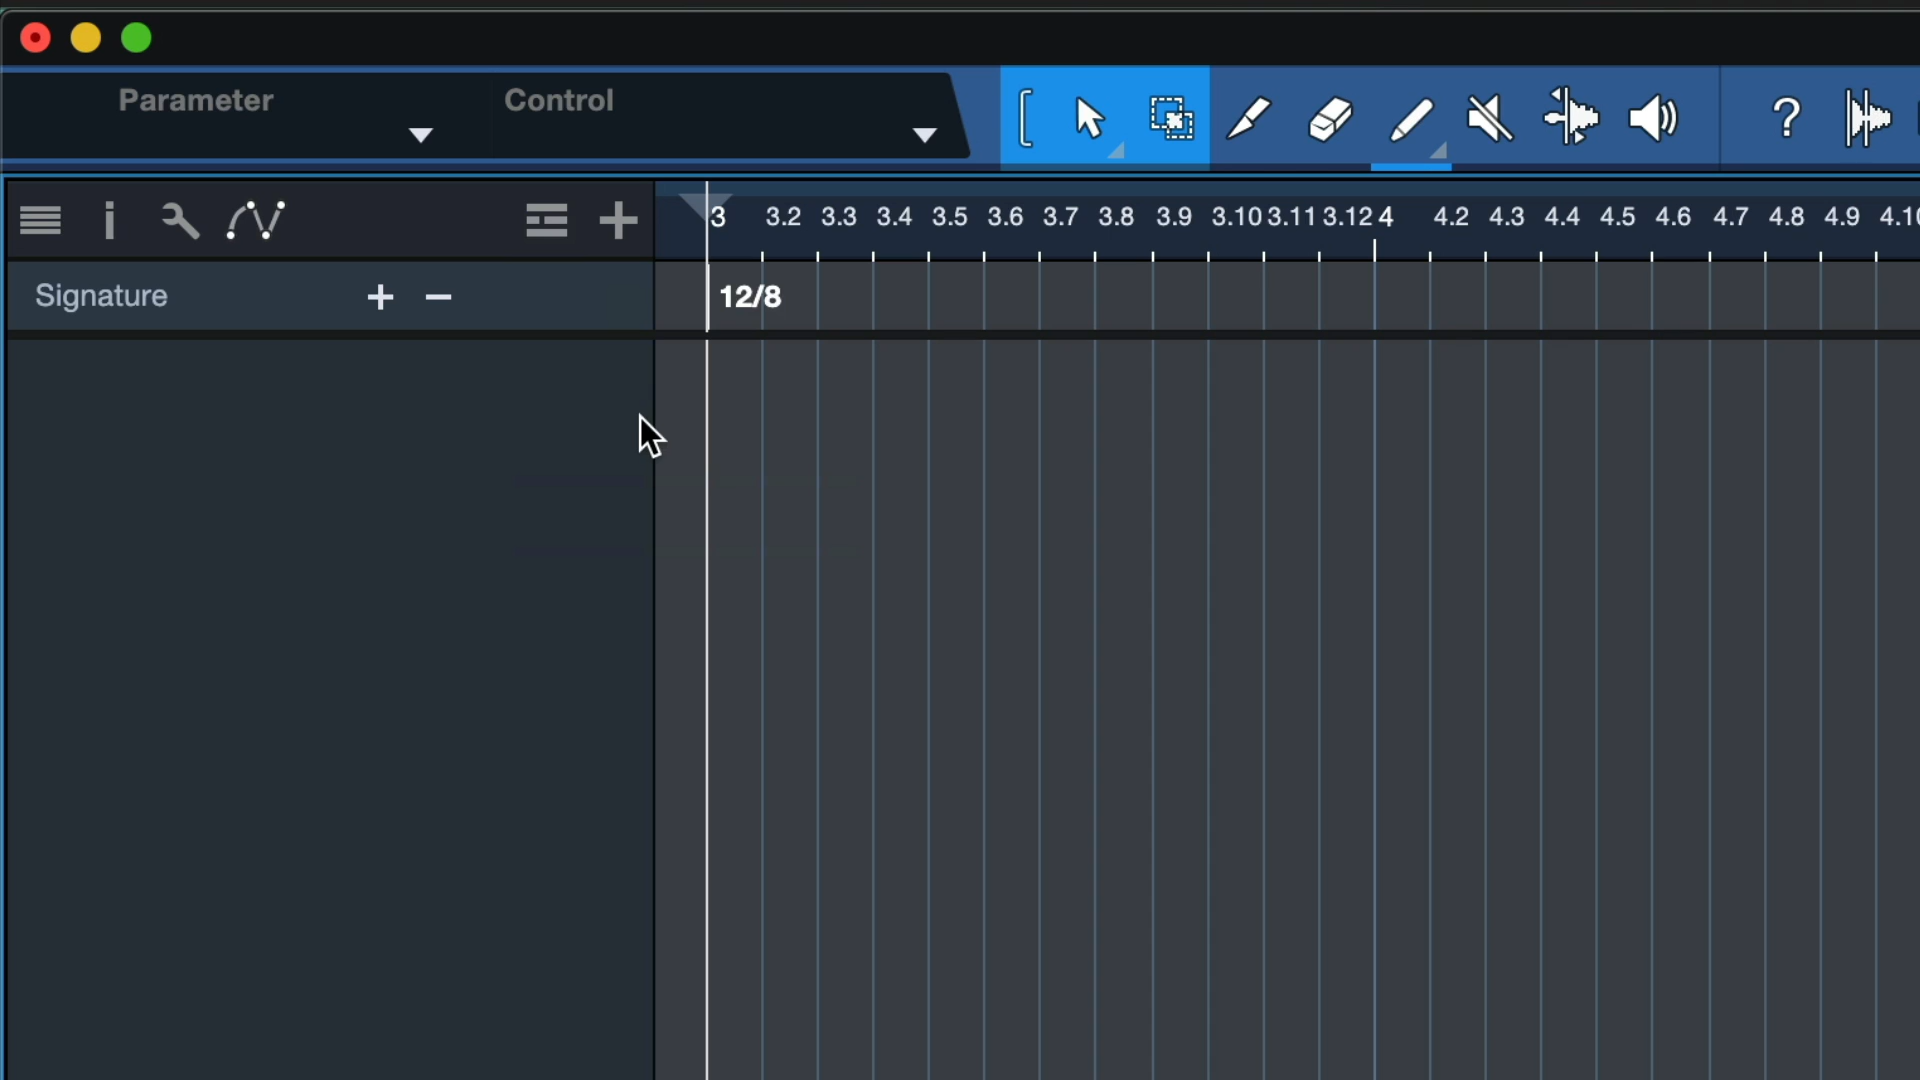 Parameter Control
3 3.2 3.3 3.4 3.5 3.6 3.7 3.8 3.9 3.10 3.11 3.12 4 4.2 4.3 4.4 4.5 4.6 4.7 4.8 4.9 4.10
Signature + − 12/8